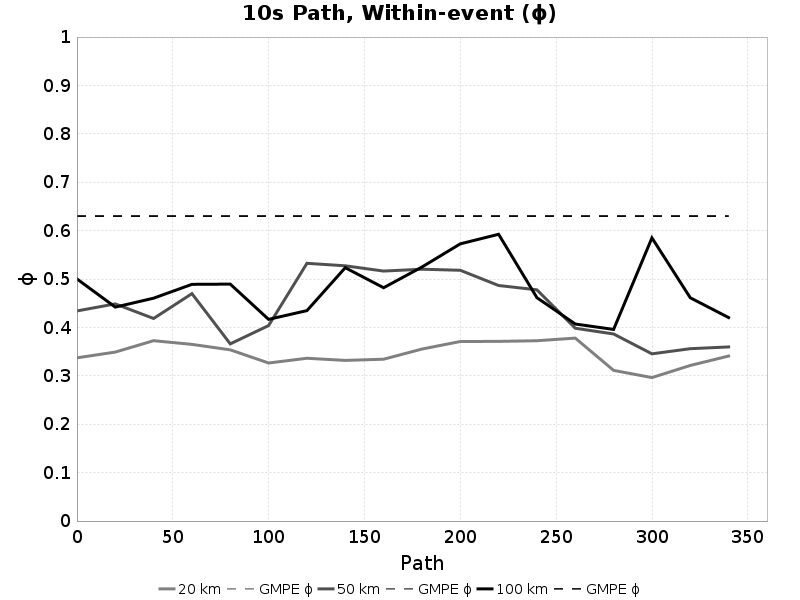 10s Path, Within-event (ϕ)
1
0.9
0.8
0.7
0.6
0.5
0.4
0.3
0.2
0.1
0
ϕ
0 50 100 150 200 250 300 350
Path
20 km GMPE ϕ 50 km GMPE ϕ 100 km GMPE ϕ